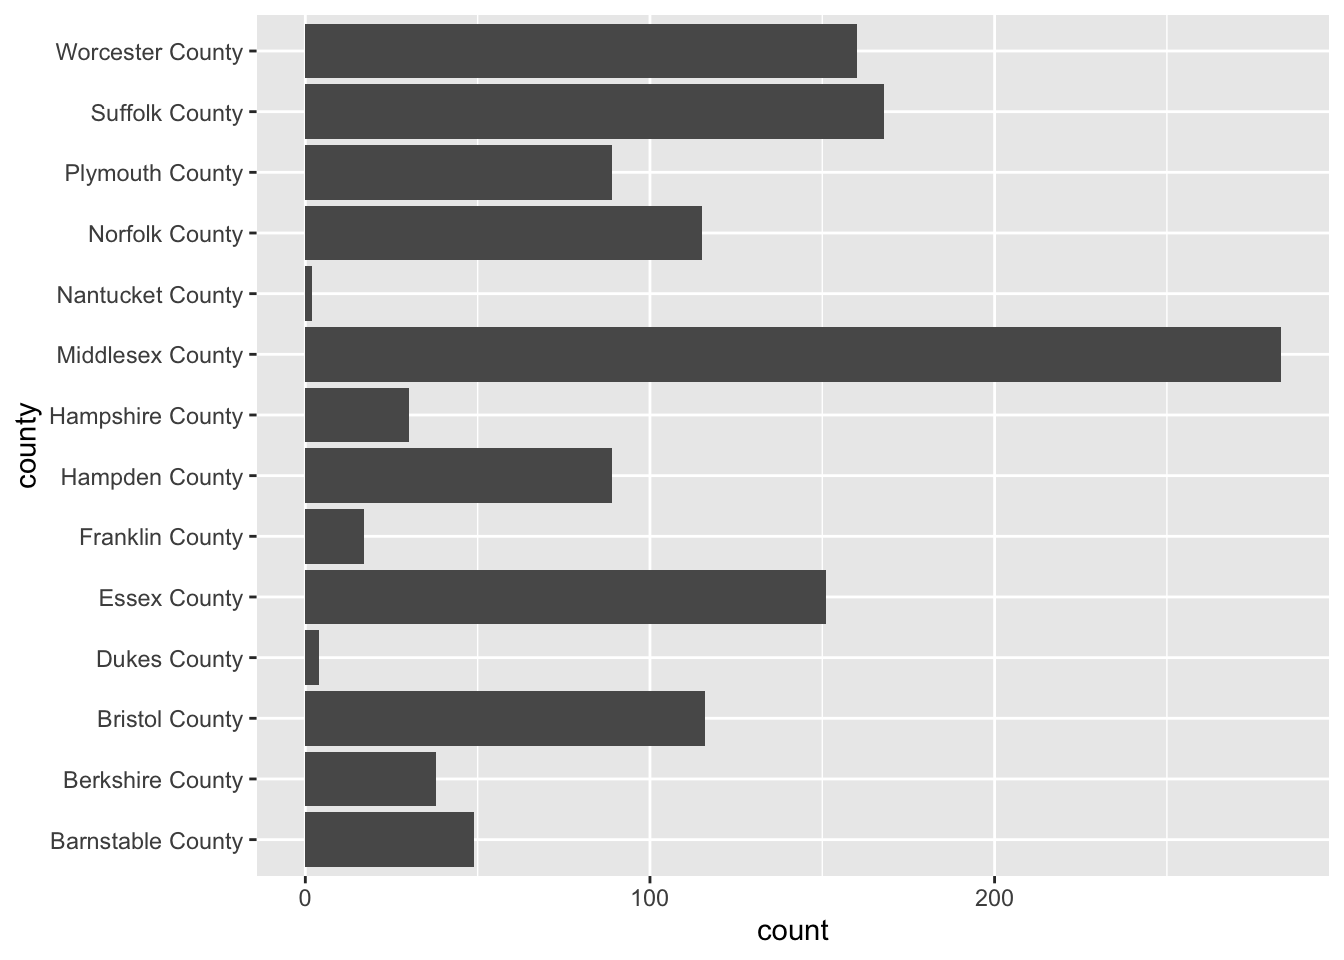 Worcester County
Suffolk County
Plymouth County
Norfolk County
Nantucket County
Middlesex County
Hampshire County
Hampden County
Franklin County
Essex County
Dukes County
Bristol County
Berkshire County
Barnstable County
county
0 100 200
count